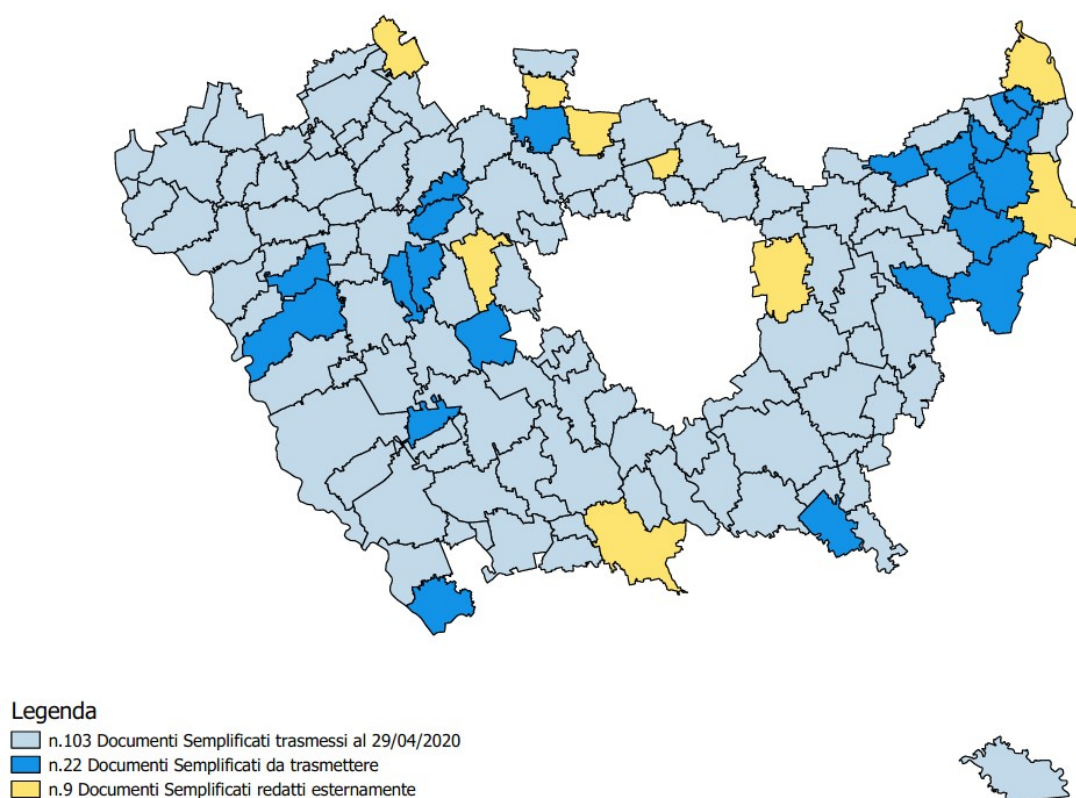 Legenda
n.103 Documenti Semplificati trasmessi al 29/04/2020
n.22 Documenti Semplificati da trasmettere
n.9 Documenti Semplificati redatti esternamente